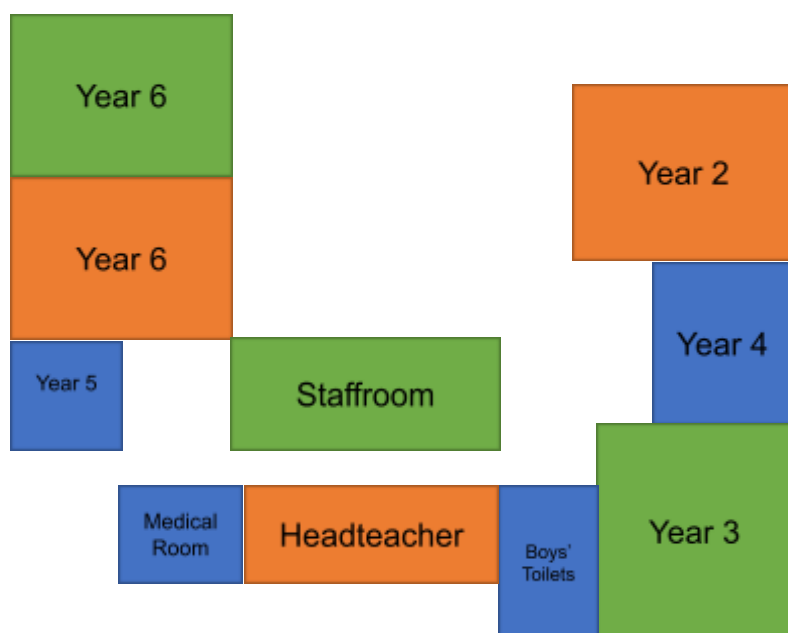 Year 6
Year 2
Year 6
Year 4
Year 5
Staffroom
Medical
Room
Headteacher
Boys'
Toilets
Year 3